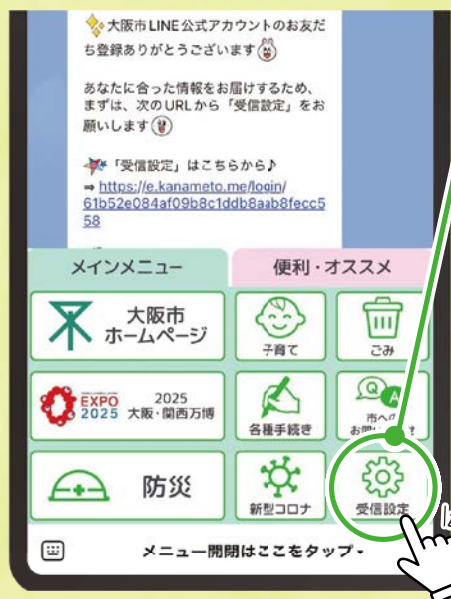 大阪市LINE公式アカウントのお友だ
ち登録ありがとうござい ます
あなたに合った情報をお届けするため、
まずは、次のURLから「受信設定」をお
願いします
「受信設定」はこちらから♪
➡ https://e.kanameto.me/login/
61b52e084af09b8c1ddb8aab8fecc5
58
メインメニュー
便利・オススメ
大阪市
ホームページ
子育て
ごみ
EXPO
2025
2025
大阪・関西万博
各種手続き
Q
A
市への
お問い
せ
防災
新型コロナ
受信設定
メニュー開閉はここをタップ